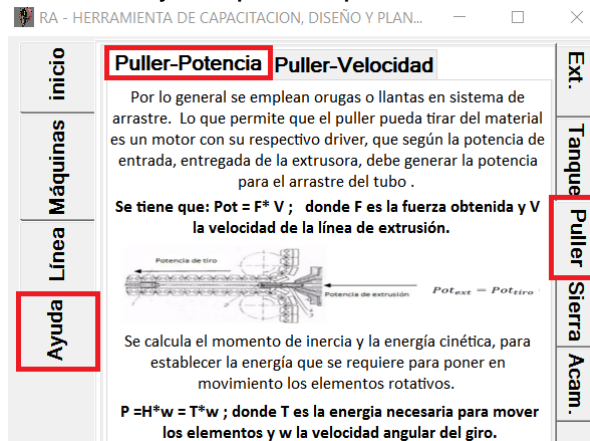 RA - HERRAMIENTA DE CAPACITACION, DISEÑO Y PLAN...
inicio
Máquinas
Línea
Ayuda
Puller-Potencia Puller-Velocidad
Por lo general se emplean orugas o llantas en sistema de
arrastre. Lo que permite que el puller pueda tirar del material
es un motor con su respectivo driver, que según la potencia de
entrada, entregada de la extrusora, debe generar la potencia
para el arrastre del tubo .
Se tiene que: Pot = F* V ; donde F es la fuerza obtenida y V
la velocidad de la línea de extrusión.
Potencia de tiro
Potencia de extrusión
Pot_ext = Pot_tiro
Se calcula el momento de inercia y la energía cinética, para
establecer la energía que se requiere para poner en
movimiento los elementos rotativos.
P =H*w = T*w ; donde T es la energia necesaria para mover
los elementos y w la velocidad angular del giro.
Ext.
Tanque
Puller
Sierra
Acam.